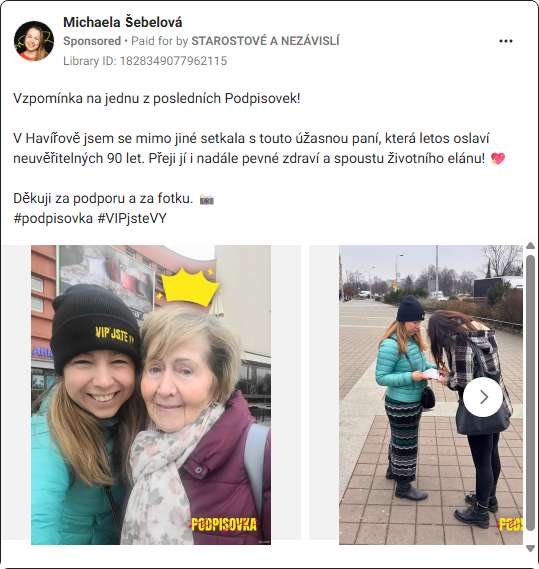 Michaela Šebelová
Sponsored • Paid for by STAROSTOVÉ A NEZÁVISLÍ
Library ID: 1828349077962115
Vzpomínka na jednu z posledních Podpisovek!
V Havířově jsem se mimo jiné setkala s touto úžasnou paní, která letos oslaví
neuvěřitelných 90 let. Přeji jí i nadále pevné zdraví a spoustu životního elánu! 💖
Děkuji za podporu a za fotku. 📸
#podpisovka #VIPjsteVY
VIP JSTE
PODPISOVKA
POD